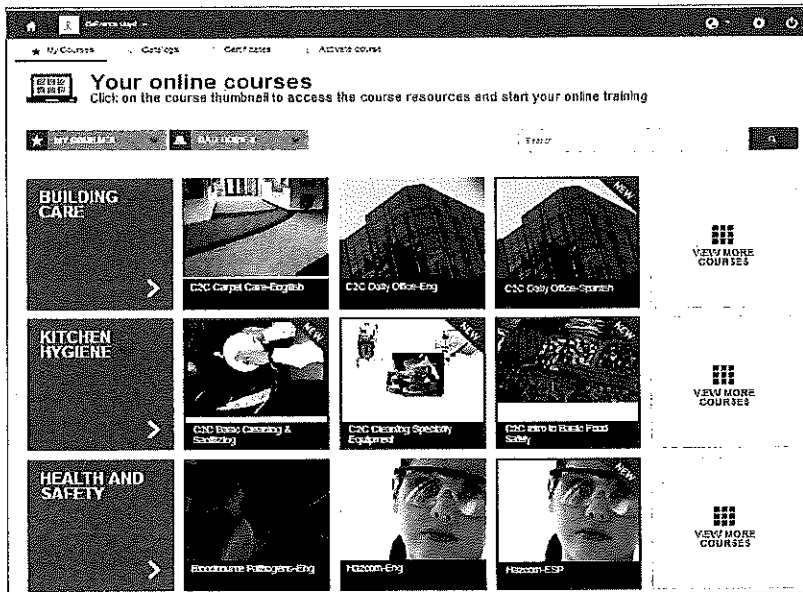 My Courses Catalogs Certificates Activate course
Your online courses
Click on the course thumbnail to access the course resources and start your online training
Search
BUILDING
CARE
C2C Carpet Care-English
C2C Daily Office-Eng
NEW
C2C Daily Office-Spanish
VIEW MORE
COURSES
KITCHEN
HYGIENE
NEW
C2C Basic Cleaning &
Sanitizing
NEW
C2C Cleaning Specialty
Equipment
NEW
C2C Intro to Basic Food
Safety
VIEW MORE
COURSES
HEALTH AND
SAFETY
Bloodbourne Pathogens-Eng
Hazcom-Eng
NEW
Hazcom-ESP
VIEW MORE
COURSES